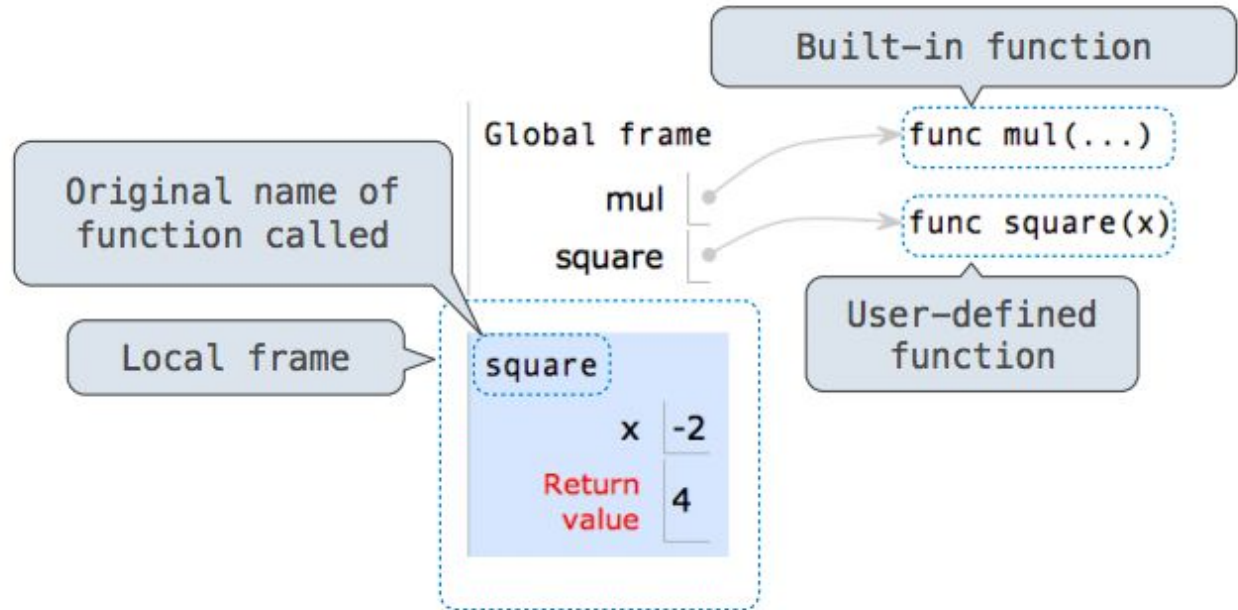 Built-in function
Global frame
func mul(...)
Original name of
function called
mul
func square(x)
square
User-defined
function
Local frame
square
x -2
Return
value 4